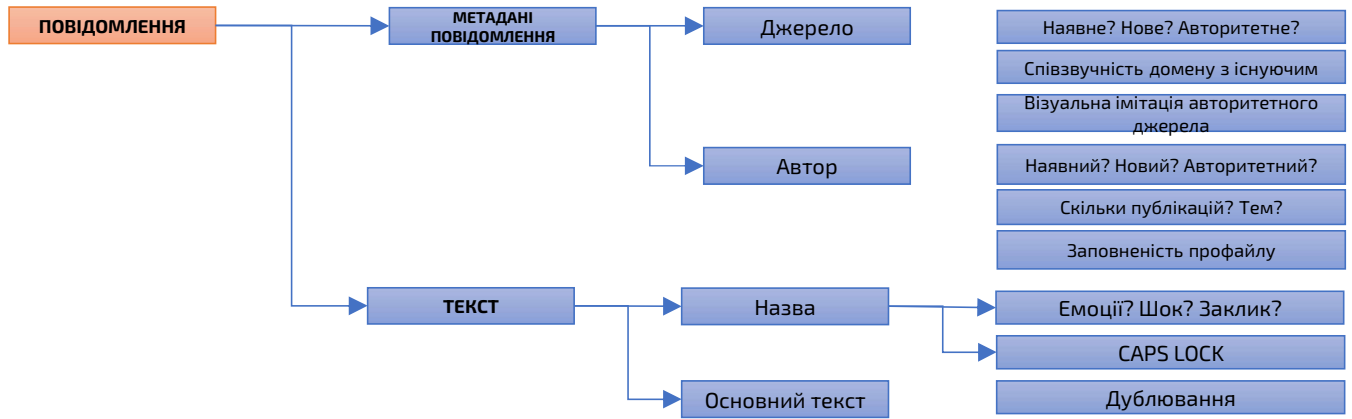 ПОВІДОМЛЕННЯ
МЕТАДАНІ
ПОВІДОМЛЕННЯ
Джерело
Наявне? Нове? Авторитетне?
Співзвучність домену з існуючим
Візуальна імітація авторитетного
джерела
Автор
Наявний? Новий? Авторитетний?
Скільки публікацій? Тем?
Заповненість профайлу
ТЕКСТ
Назва
Емоції? Шок? Заклик?
CAPS LOCK
Основний текст
Дублювання